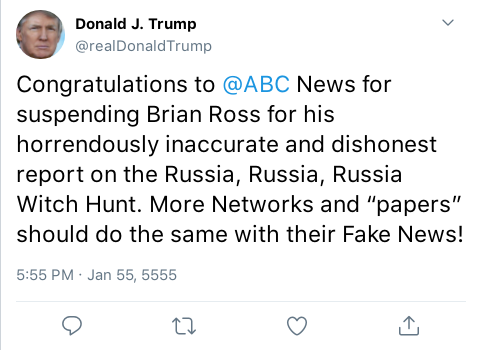 Donald J. Trump
@realDonaldTrump
Congratulations to @ABC News for
suspending Brian Ross for his
horrendously inaccurate and dishonest
report on the Russia, Russia, Russia
Witch Hunt. More Networks and “papers”
should do the same with their Fake News!
5:55 PM · Jan 55, 5555